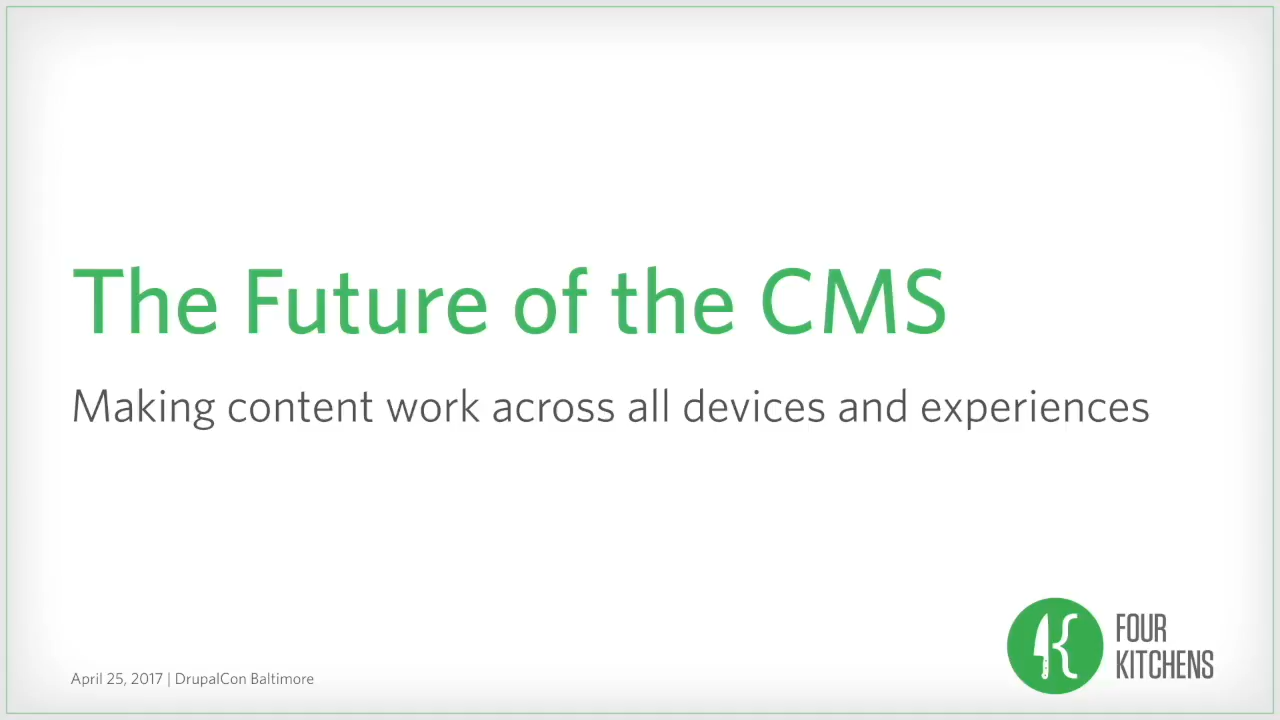 The Future of the CMS
Making content work across all devices and experiences
April 25, 2017 | DrupalCon Baltimore
FOUR
KITCHENS